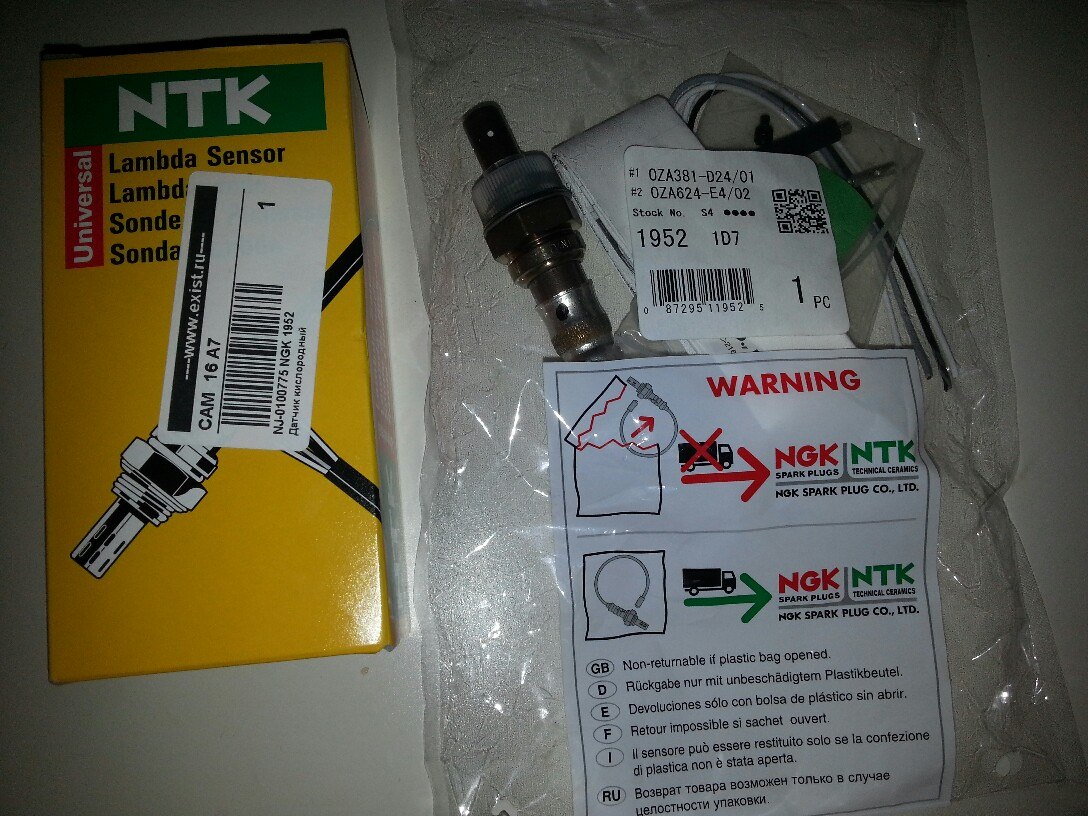 NTK
Universal
Lambda Sensor
Lambd
Sonde
Sonda
----www.exist.ru----
1
CAM 16 A7
NJ-0100775 NGK 1952
Датчик кислородный
#1 OZA381-D24/01
#2 OZA624-E4/02
Stock No. S4 ●●●●
1952 1D7
0 87295 11952 5
1 PC
WARNING
NGK NTK
SPARK PLUGS TECHNICAL CERAMICS
NGK SPARK PLUG CO., LTD.
NGK NTK
SPARK PLUGS TECHNICAL CERAMICS
NGK SPARK PLUG CO., LTD.
GB Non-returnable if plastic bag opened.
D Rückgabe nur mit unbeschädigtem Plastikbeutel.
E Devoluciones sólo con bolsa de plástico sin abrir.
F Retour impossible si sachet ouvert.
I Il sensore può essere restituito solo se la confezione
di plastica non è stata aperta.
RU Возврат товара возможен только в случае
целостности упаковки.